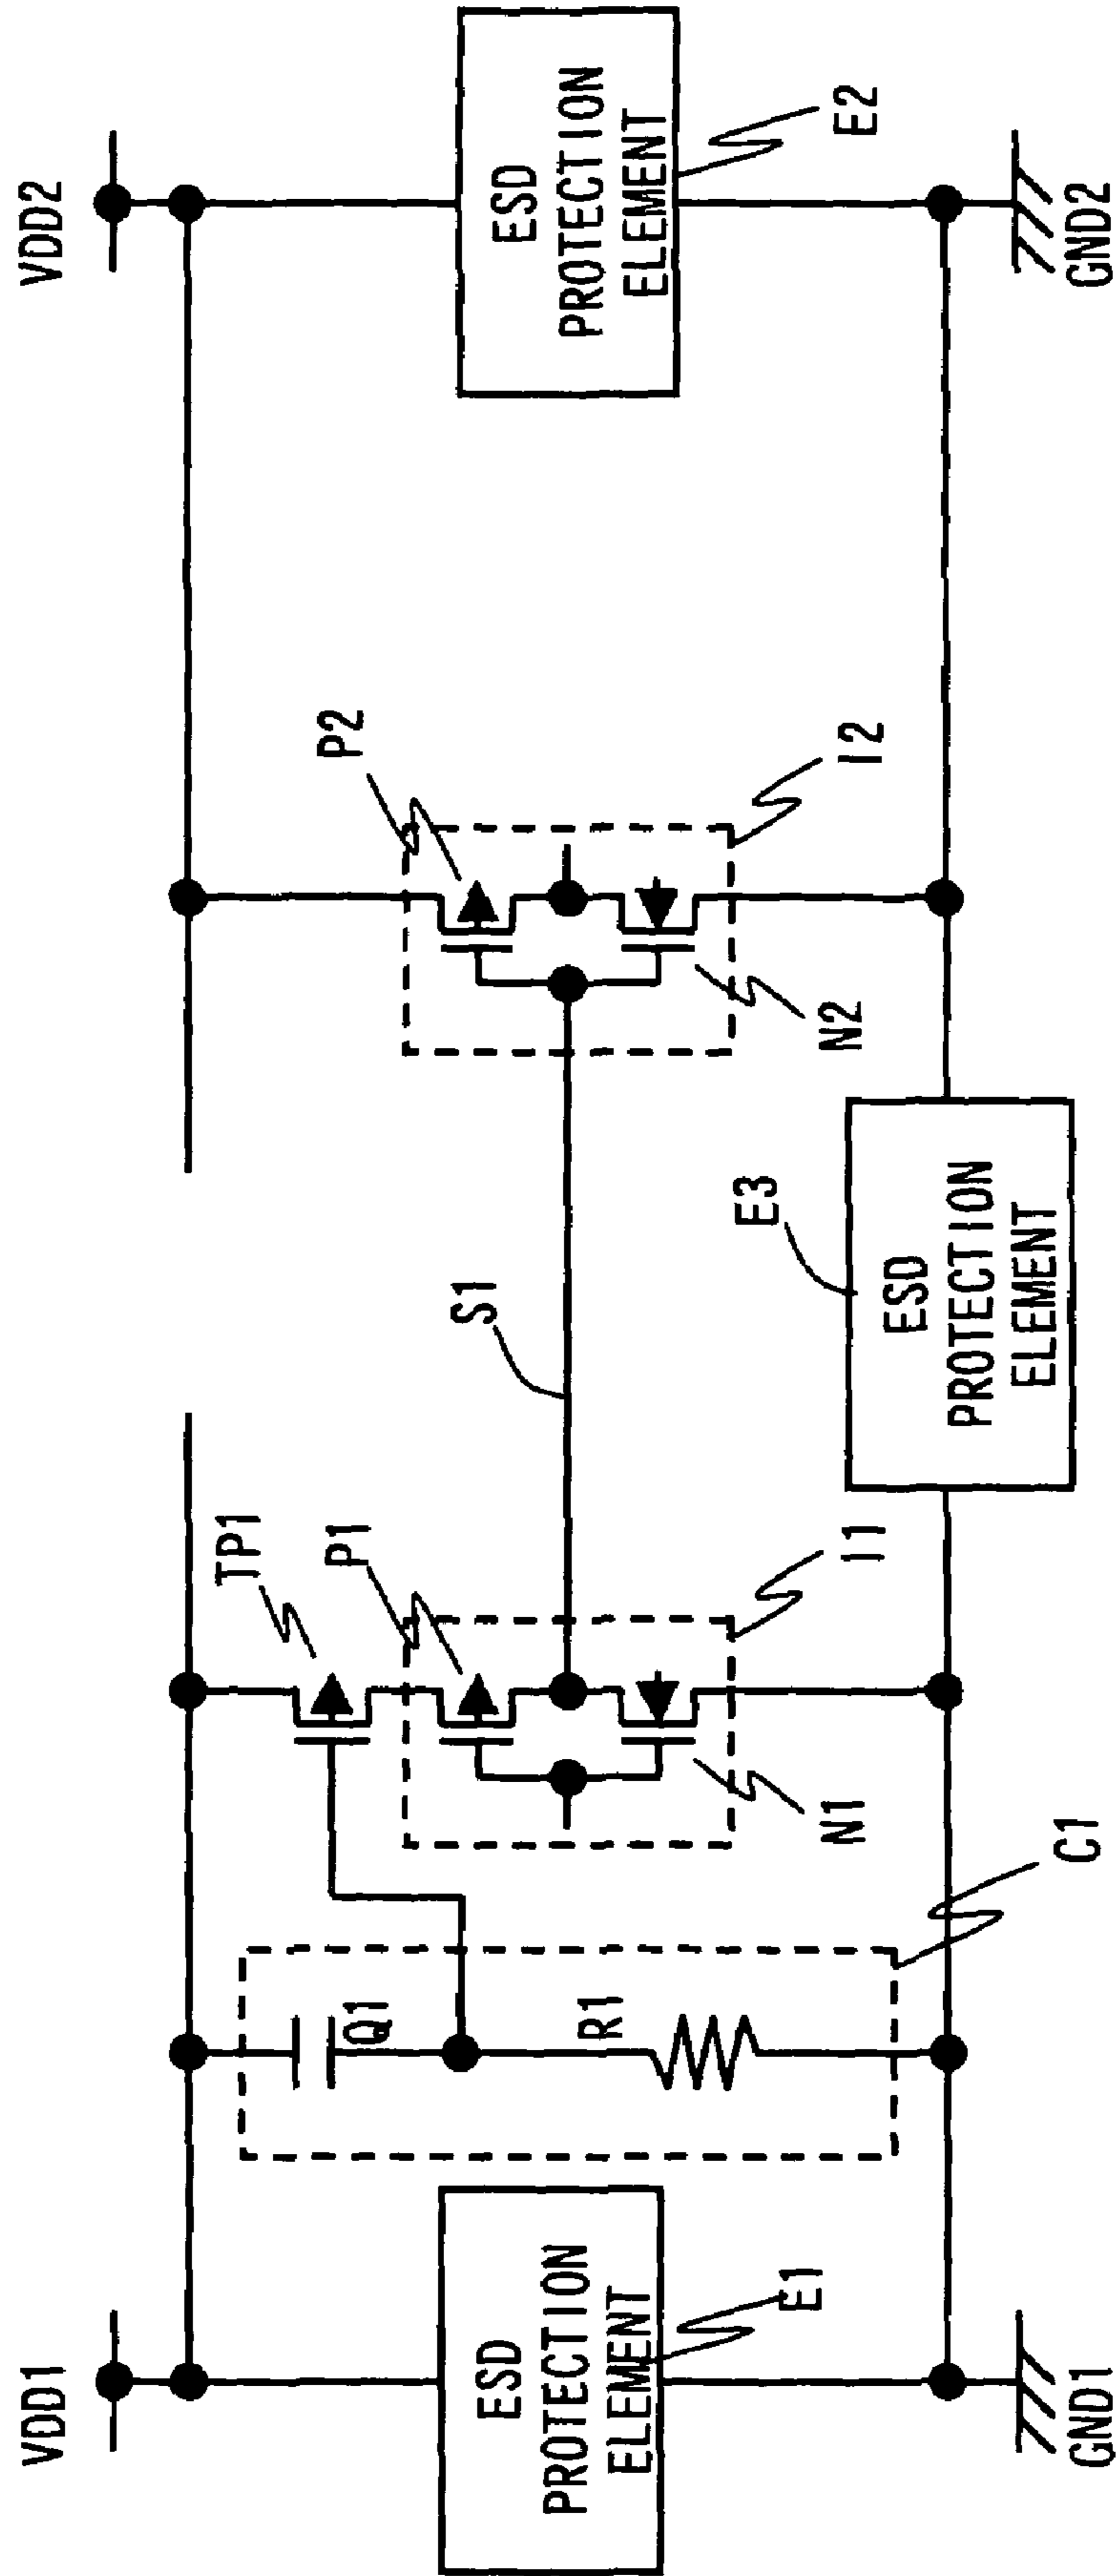 VDD1
VDD2
TP1
P1
P2
S1
Q1
R1
ESD
PROTECTION
ELEMENT
E1
N1
I1
C1
E3
ESD
PROTECTION
ELEMENT
N2
I2
ESD
PROTECTION
ELEMENT
E2
GND1
GND2